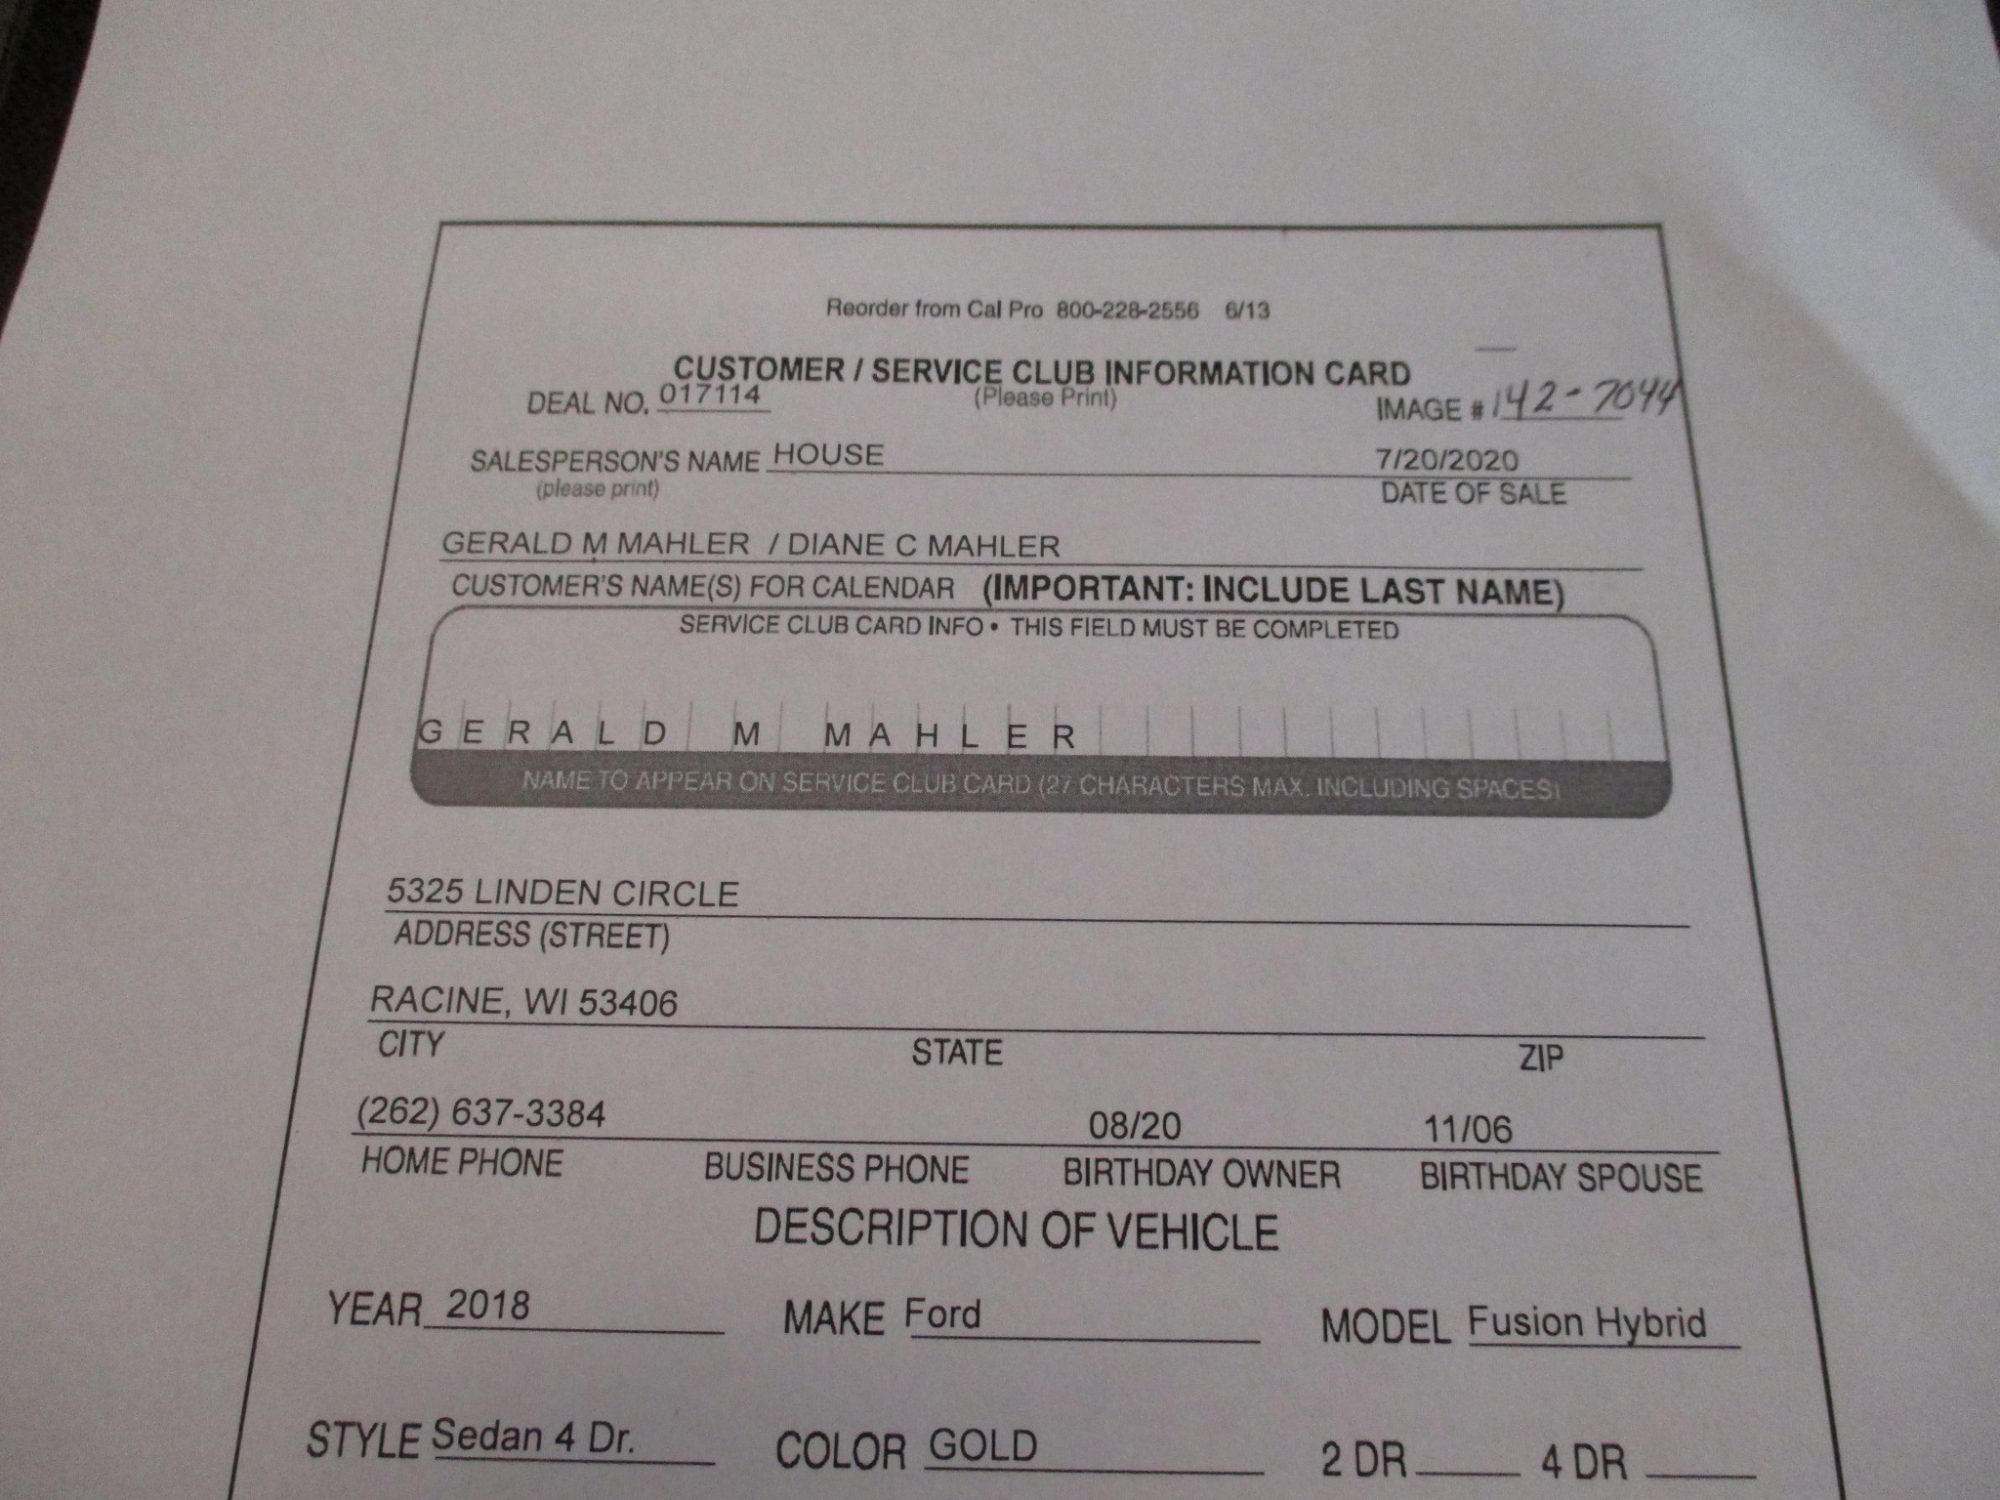 Reorder from Cal Pro 800-228-2556 6/13
CUSTOMER / SERVICE CLUB INFORMATION CARD
DEAL NO. 017114 (Please Print) IMAGE # 142-7044
SALESPERSON'S NAME HOUSE 7/20/2020
(please print) DATE OF SALE
GERALD M MAHLER / DIANE C MAHLER
CUSTOMER'S NAME(S) FOR CALENDAR (IMPORTANT: INCLUDE LAST NAME)
SERVICE CLUB CARD INFO • THIS FIELD MUST BE COMPLETED
GERALD M MAHLER
NAME TO APPEAR ON SERVICE CLUB CARD (27 CHARACTERS MAX. INCLUDING SPACES)
5325 LINDEN CIRCLE
ADDRESS (STREET)
RACINE, WI 53406
CITY STATE ZIP
(262) 637-3384 08/20 11/06
HOME PHONE BUSINESS PHONE BIRTHDAY OWNER BIRTHDAY SPOUSE
DESCRIPTION OF VEHICLE
YEAR 2018 MAKE Ford MODEL Fusion Hybrid
STYLE Sedan 4 Dr. COLOR GOLD 2 DR 4 DR